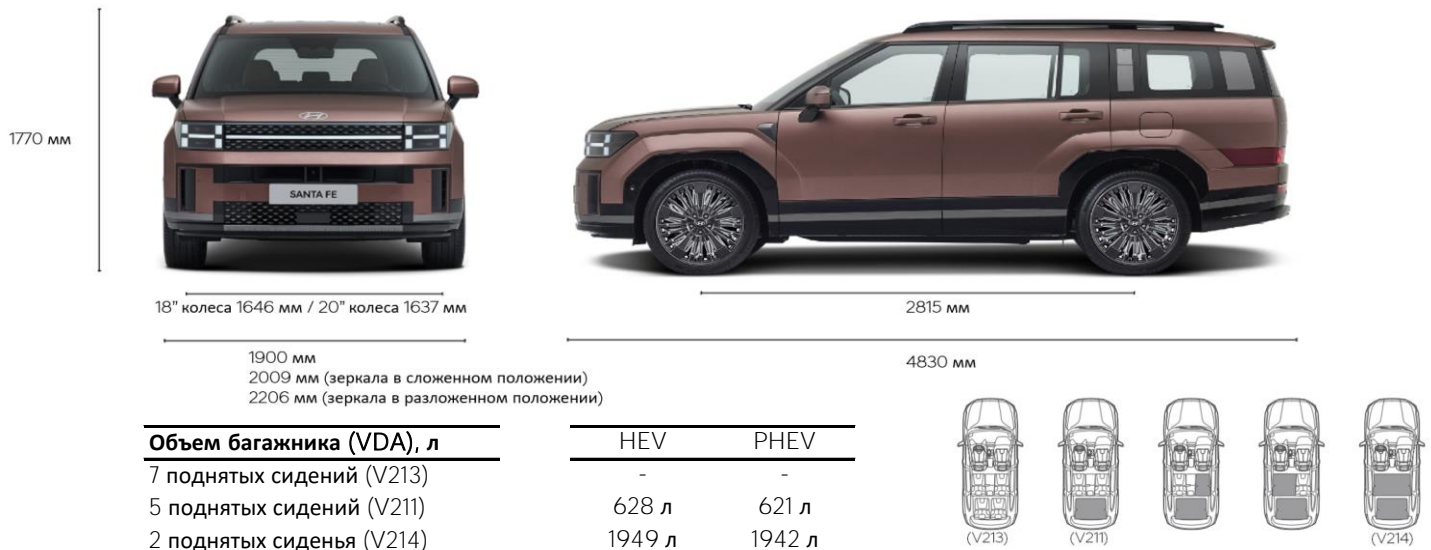 1770 мм
SANTA FE
18" колеса 1646 мм / 20" колеса 1637 мм
2815 мм
1900 мм
2009 мм (зеркала в сложенном положении)
2206 мм (зеркала в разложенном положении)
4830 мм
Объем багажника (VDA), л HEV PHEV
7 поднятых сидений (V213) - -
5 поднятых сидений (V211) 628 л 621 л
2 поднятых сиденья (V214) 1949 л 1942 л
(V213) (V211) (V214)